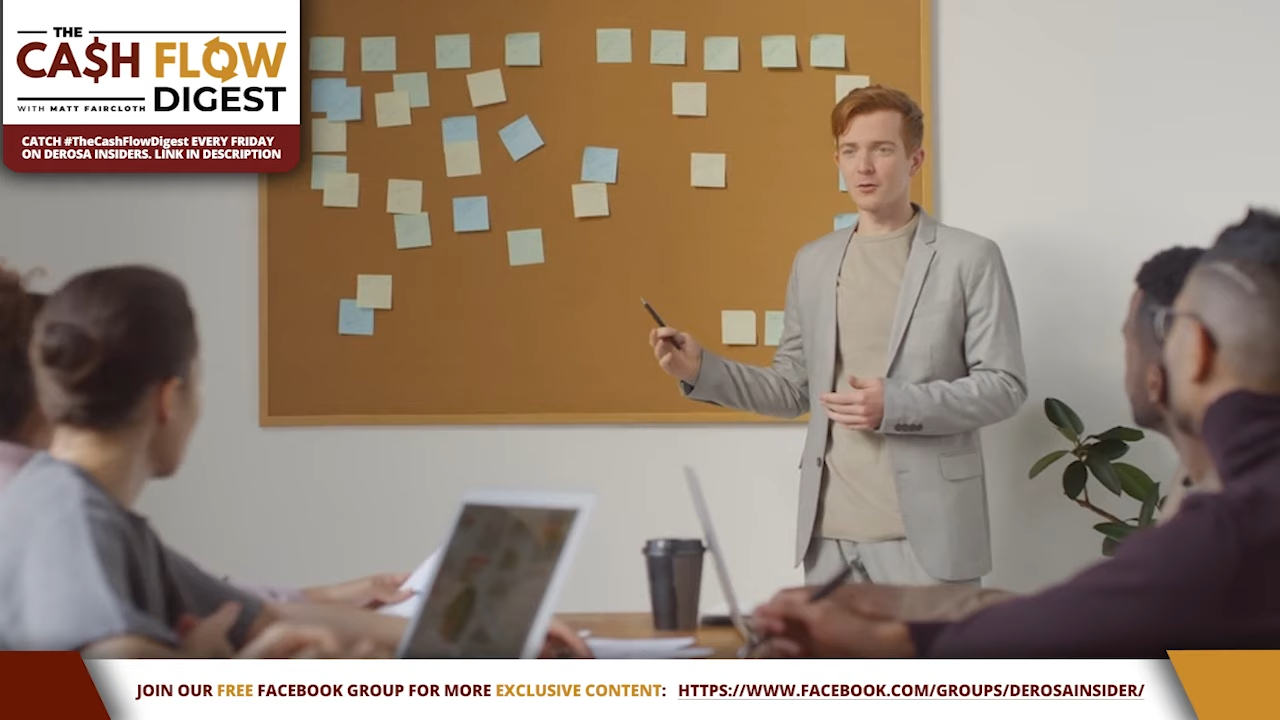 THE
CA$H FLOW
WITH MATT FAIRCLOTH DIGEST
CATCH #TheCashFlowDigest EVERY FRIDAY
ON DEROSA INSIDERS. LINK IN DESCRIPTION
JOIN OUR FREE FACEBOOK GROUP FOR MORE EXCLUSIVE CONTENT: HTTPS://WWW.FACEBOOK.COM/GROUPS/DEROSAINSIDER/